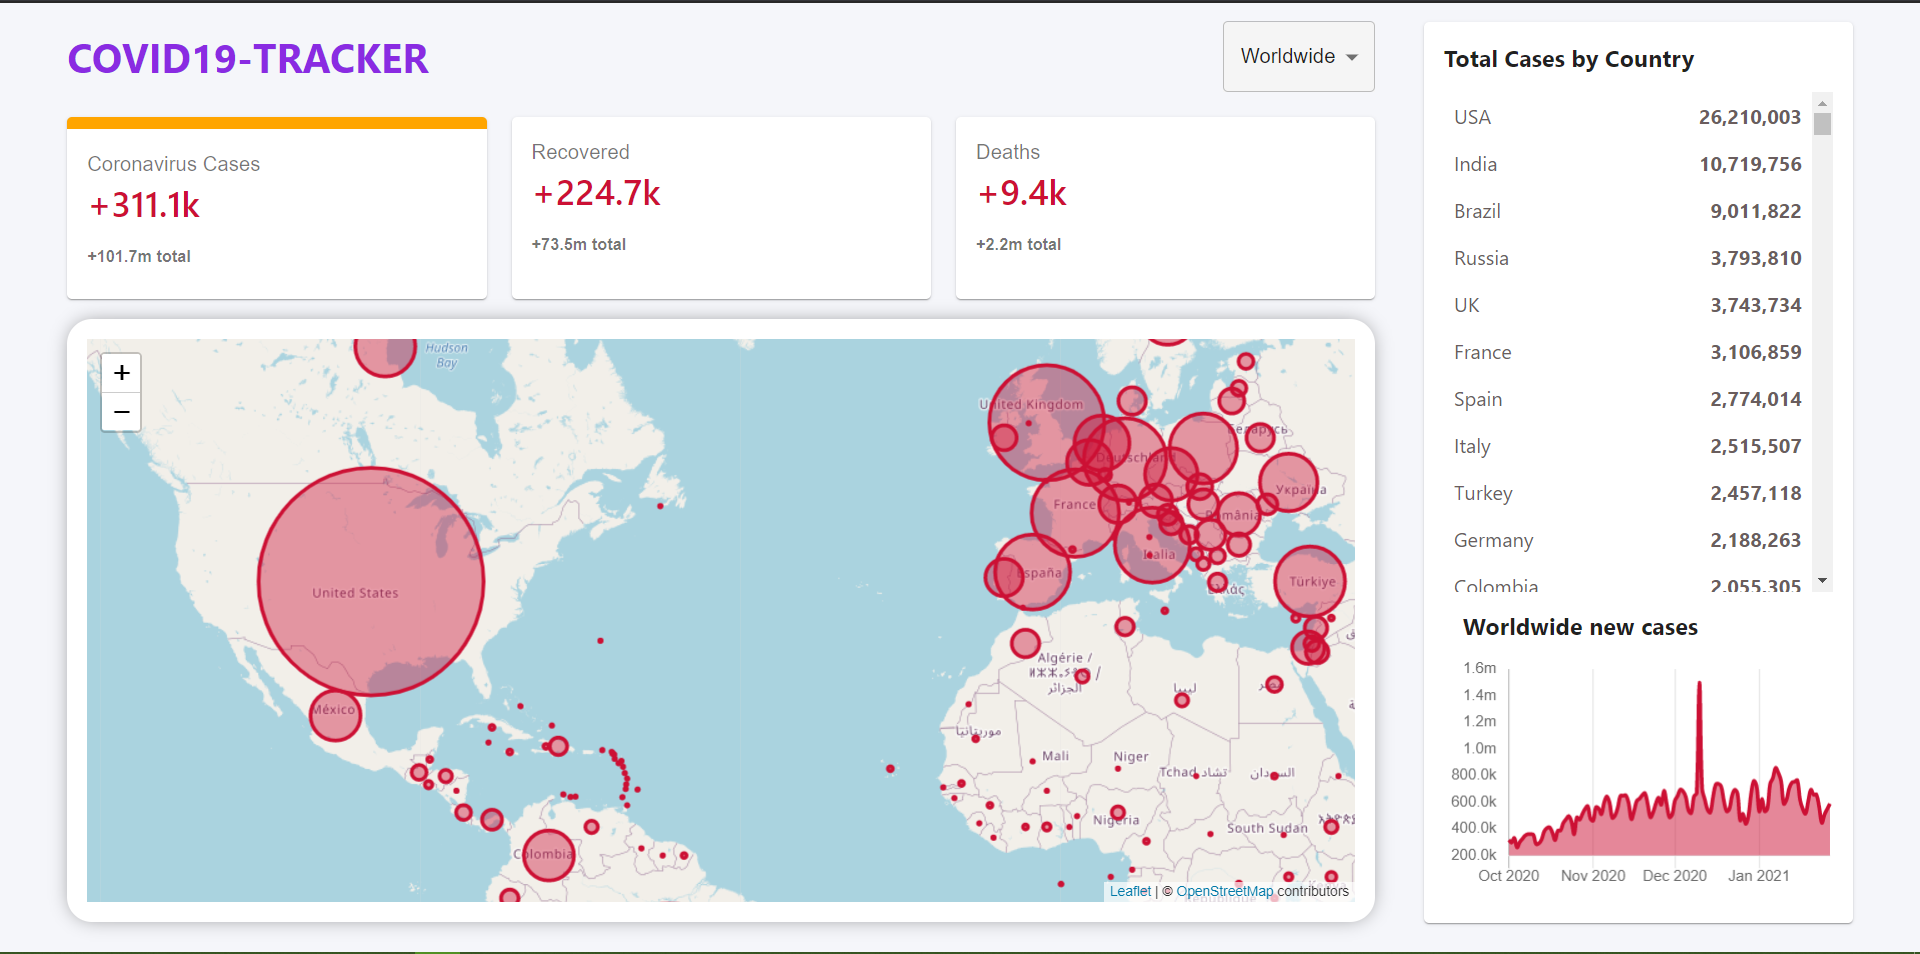 COVID19-TRACKER
Worldwide
Coronavirus Cases
+311.1k
+101.7m total
Recovered
+224.7k
+73.5m total
Deaths
+9.4k
+2.2m total
+
−
Hudson
Bay
United Kingdom
Беларусь
Deutschland
Україна
France
România
Italia
España
Ελλάς
Türkiye
United States
México
Algérie /
ⵍⵣⵣⴰⵢⴻⵔ /
الجزائر
ليبيا
مصر
موريتانيا
Mali
Niger
Tchad تشاد
السودان
Nigeria
South Sudan
Colombia
Leaflet | © OpenStreetMap contributors
Total Cases by Country
USA 26,210,003
India 10,719,756
Brazil 9,011,822
Russia 3,793,810
UK 3,743,734
France 3,106,859
Spain 2,774,014
Italy 2,515,507
Turkey 2,457,118
Germany 2,188,263
Colombia 2,055,305
Worldwide new cases
1.6m
1.4m
1.2m
1.0m
800.0k
600.0k
400.0k
200.0k
Oct 2020 Nov 2020 Dec 2020 Jan 2021